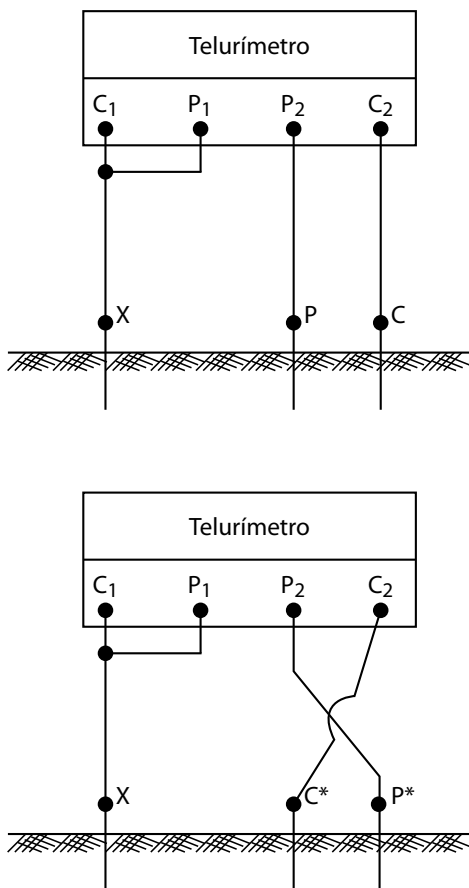 Telurímetro
C1 P1 P2 C2
X P C
Telurímetro
C1 P1 P2 C2
X C* P*